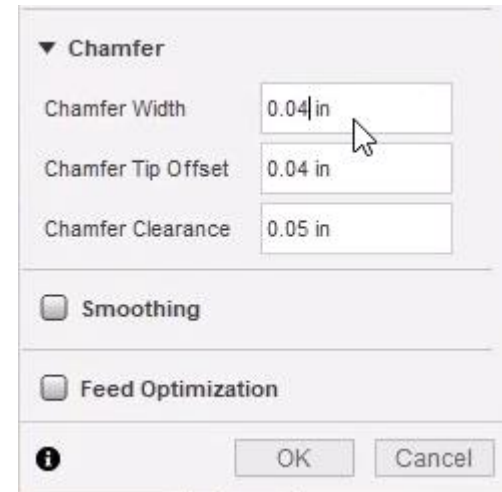 Chamfer
Chamfer Width 0.04 in
Chamfer Tip Offset 0.04 in
Chamfer Clearance 0.05 in
Smoothing
Feed Optimization
OK Cancel